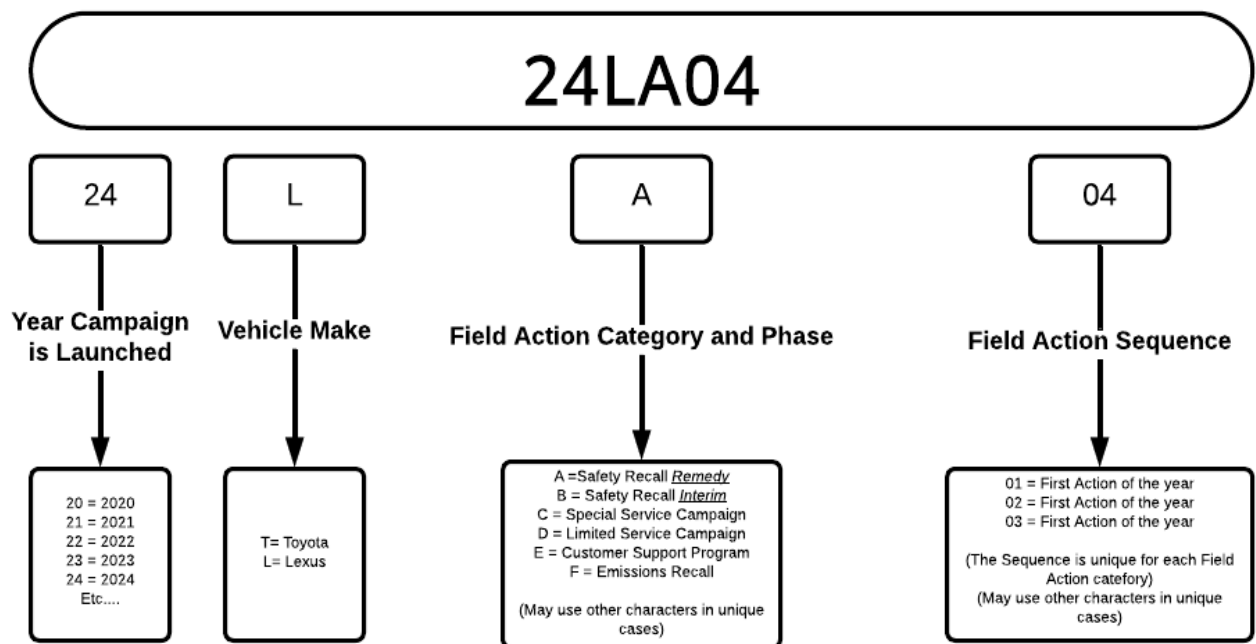 24LA04
24
L
A
04
Year Campaign
is Launched
Vehicle Make
Field Action Category and Phase
Field Action Sequence
20 = 2020
21 = 2021
22 = 2022
23 = 2023
24 = 2024
Etc....
T= Toyota
L= Lexus
A =Safety Recall Remedy
B = Safety Recall Interim
C = Special Service Campaign
D = Limited Service Campaign
E = Customer Support Program
F = Emissions Recall
(May use other characters in unique
cases)
01 = First Action of the year
02 = First Action of the year
03 = First Action of the year
(The Sequence is unique for each Field
Action catefory)
(May use other characters in unique
cases)